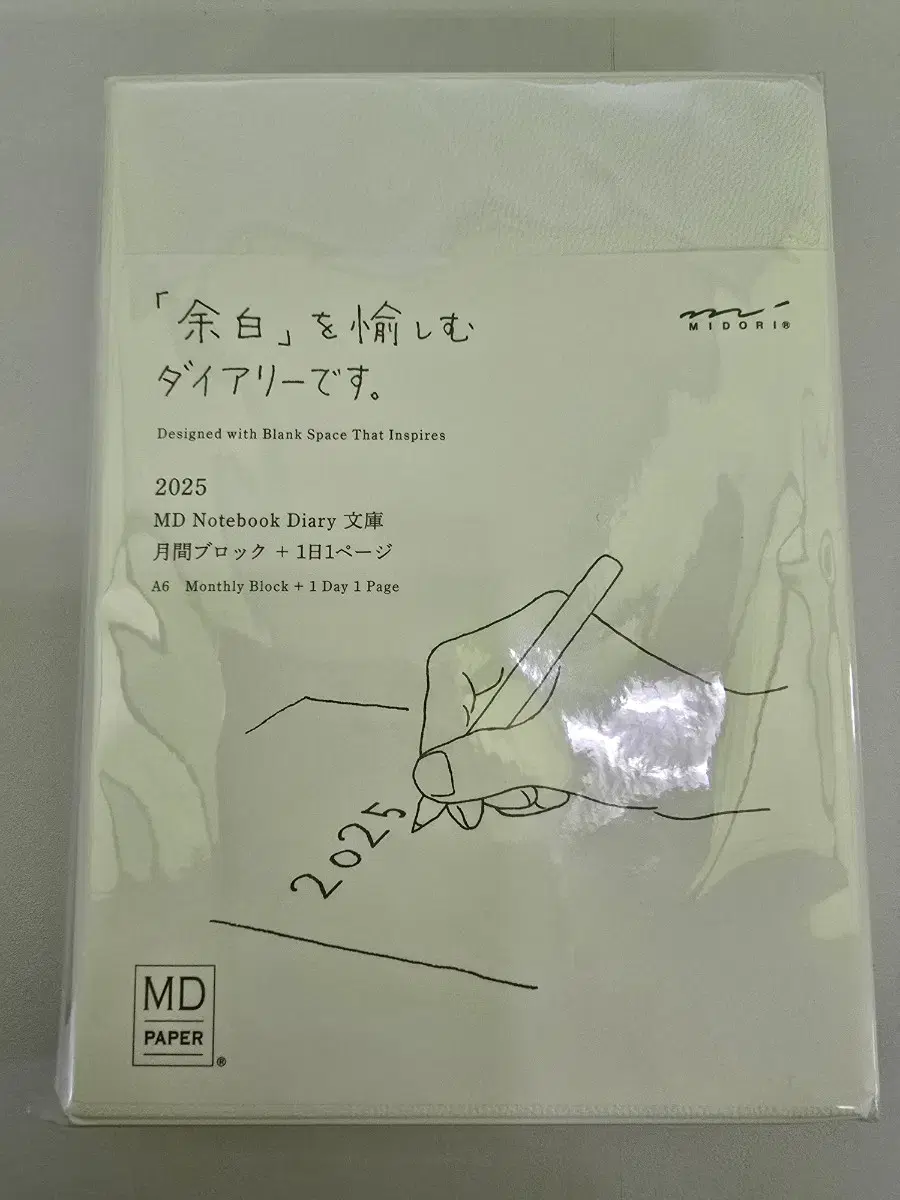 「余白」を愉しむ
ダイアリーです。
MIDORI®
Designed with Blank Space That Inspires
2025
MD Notebook Diary 文庫
月間ブロック + 1日1ページ
A6 Monthly Block + 1 Day 1 Page
2025
MD
PAPER
®